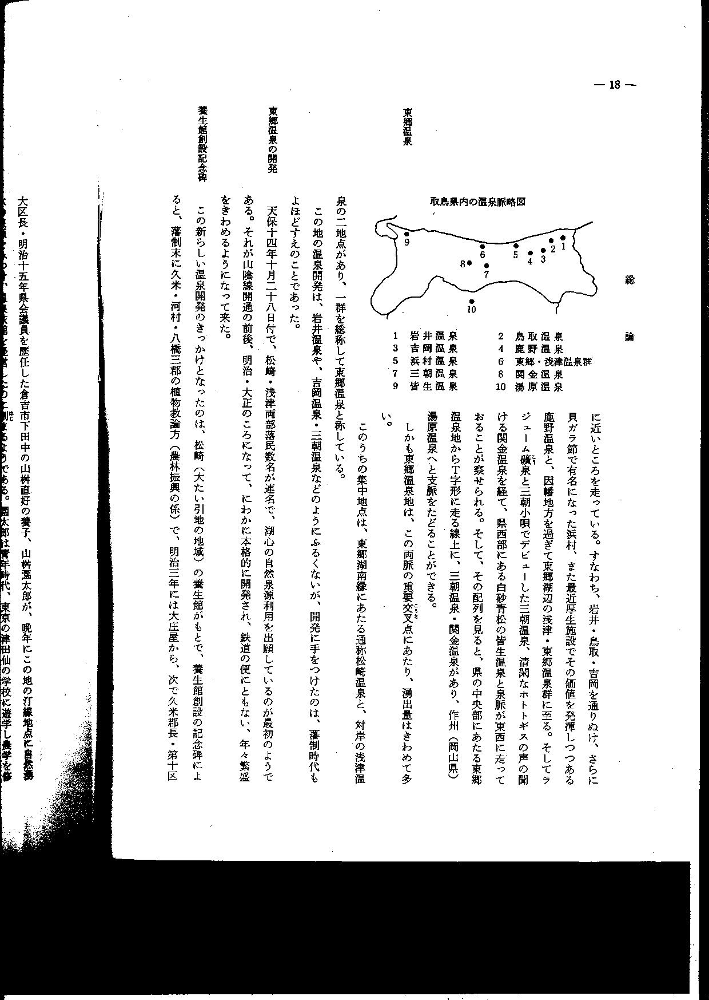 — 18 —
総論
取鳥県内の温泉脈略図
1
2
3
4
5
6
7
8
9
10
1 岩井温泉
2 鳥取温泉
3 吉岡温泉
4 鹿野温泉
5 浜村温泉
6 東郷・浅津温泉群
7 三朝温泉
8 関金温泉
9 皆生温泉
10 湯原温泉
に近いところを走っている。すなわち、岩井・鳥取・吉岡を通りぬけ、さらに
貝ガラ節で有名になった浜村、また最近厚生施設でその価値を発揮しつつある
鹿野温泉と、因幡地方を過ぎて東郷湖辺の浅津・東郷温泉群に至る。そしてラ
ジューム礦泉と三朝小唄でデビューした三朝温泉、清閑なホトトギスの声の聞
ける関金温泉を経て、県西部にある白砂青松の皆生温泉と泉脈が東西に走って
おることが察せられる。そして、その配列を見ると、県の中央部にあたる東郷
温泉地からT字形に走る線上に、三朝温泉・関金温泉があり、作州（岡山県）
湯原温泉へと支脈をたどることができる。
東郷温泉
しかも東郷温泉地は、この両脈の重要交叉点にあたり、湧出量はきわめて多
い。
このうちの集中地点は、東郷湖南縁にあたる通称松崎温泉と、対岸の浅津温
泉の二地点があり、一群を総称して東郷温泉と称している。
この地の温泉開発は、岩井温泉や、吉岡温泉・三朝温泉などのようにふるくないが、開発に手をつけたのは、藩制時代も
よほどすえのことであった。
東郷温泉の開発
天保十四年十月二十八日付で、松崎・浅津両部落民数名が連名で、湖心の自然泉源利用を出願しているのが最初のようで
ある。それが山陰線開通の前後、明治・大正のころになって、にわかに本格的に開発され、鉄道の便にともない、年々繁盛
をきわめるようになって来た。
養生館創設記念碑
この新らしい温泉開発のきっかけとなったのは、松崎（大たい引地の地域）の養生館がもとで、養生館創設の記念碑によ
ると、藩制末に久米・河村・八橋三郡の植物教諭方（農林振興の係）で、明治三年には大庄屋から、次で久米郡長・第十区
大区長・明治十五年県会議員を歴任した倉吉市下田中の山桝直好の養子、山桝太郎が、晩年にこの地の汀線地点に自然湧
旅館を経営したのに創まるようである。太郎は青年時代、東京の津田仙の学校に遊学し農学を修